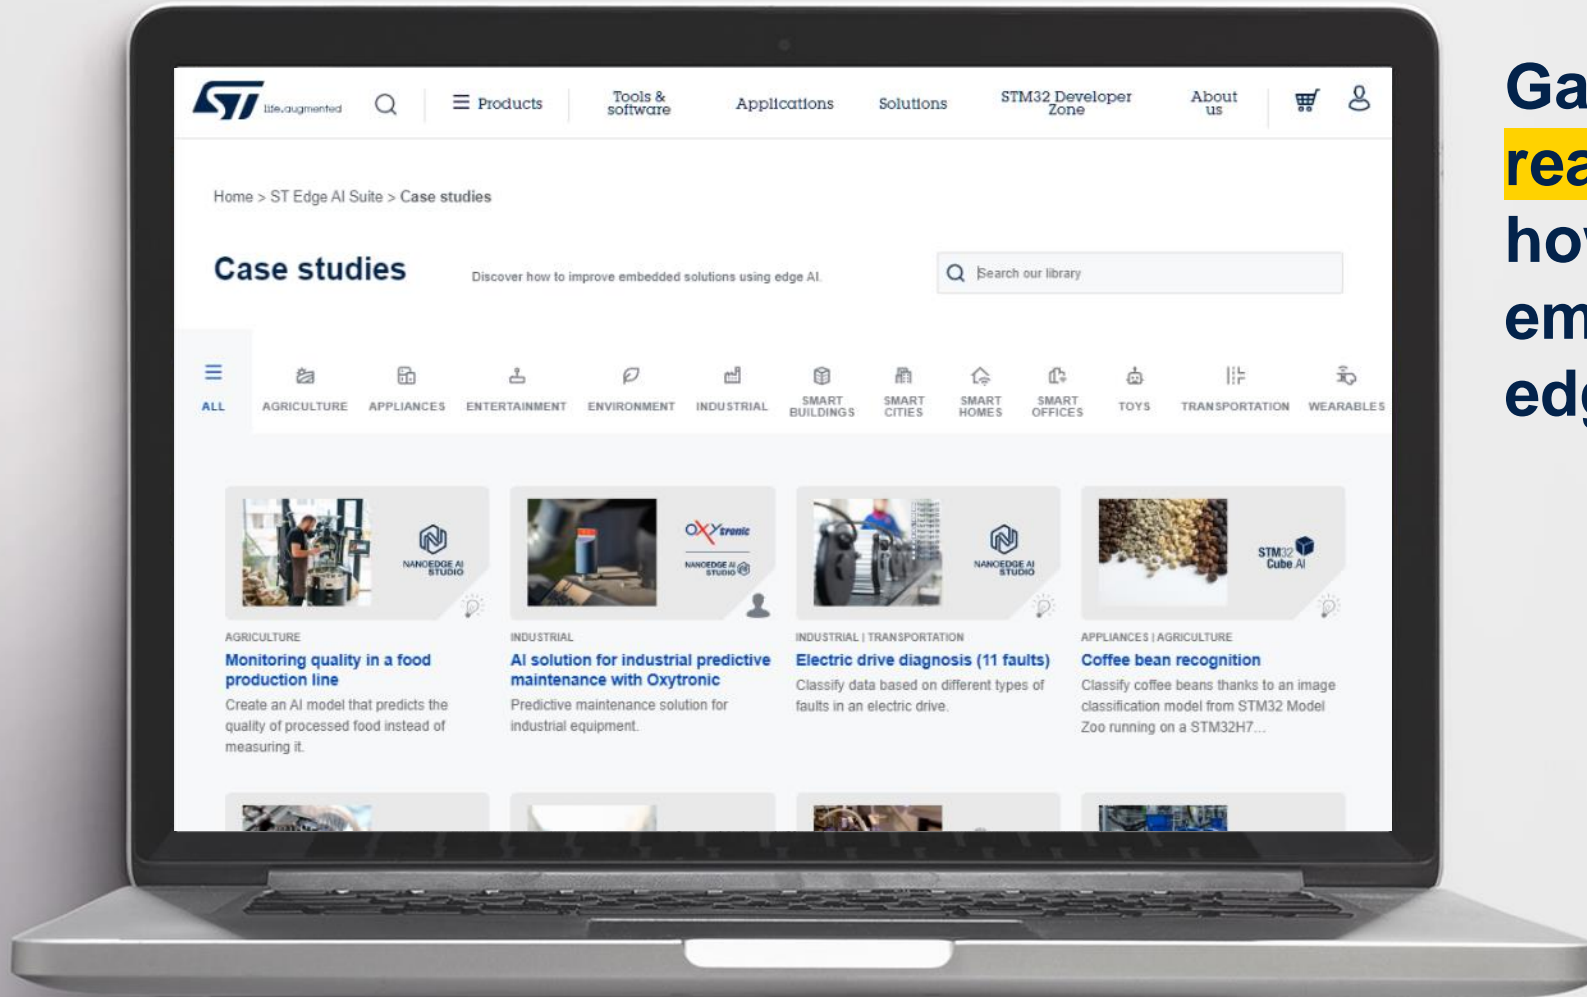 ST life.augmented
Products
Tools &
software
Applications
Solutions
STM32 Developer
Zone
About
us
Home > ST Edge AI Suite > Case studies
Case studies
Discover how to improve embedded solutions using edge AI.
Search our library
ALL
AGRICULTURE
APPLIANCES
ENTERTAINMENT
ENVIRONMENT
INDUSTRIAL
SMART
BUILDINGS
SMART
CITIES
SMART
HOMES
SMART
OFFICES
TOYS
TRANSPORTATION
WEARABLES
NANOEDGE AI
STUDIO
AGRICULTURE
Monitoring quality in a food
production line
Create an AI model that predicts the
quality of processed food instead of
measuring it.
OXYtronic
NANOEDGE AI
STUDIO
INDUSTRIAL
AI solution for industrial predictive
maintenance with Oxytronic
Predictive maintenance solution for
industrial equipment.
NANOEDGE AI
STUDIO
INDUSTRIAL | TRANSPORTATION
Electric drive diagnosis (11 faults)
Classify data based on different types of
faults in an electric drive.
STM32
Cube.AI
APPLIANCES | AGRICULTURE
Coffee bean recognition
Classify coffee beans thanks to an image
classification model from STM32 Model
Zoo running on a STM32H7...